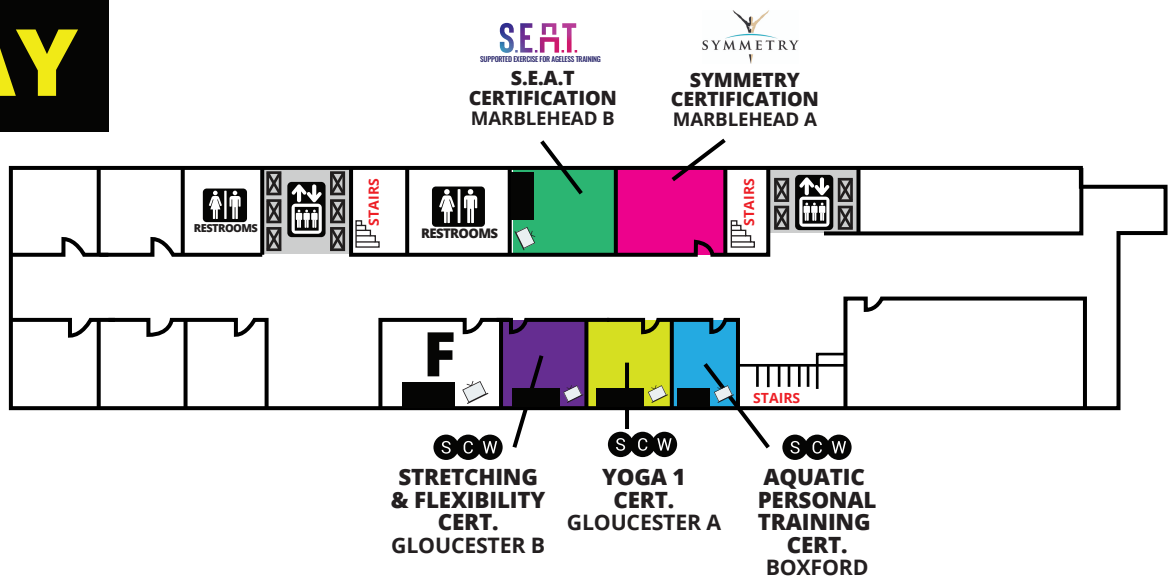 AY
S.E.A.T.
SUPPORTED EXERCISE FOR AGELESS TRAINING
S.E.A.T
CERTIFICATION
MARBLEHEAD B
SYMMETRY
SYMMETRY
CERTIFICATION
MARBLEHEAD A
RESTROOMS
STAIRS
RESTROOMS
STAIRS
F
STAIRS
SCW
STRETCHING
& FLEXIBILITY
CERT.
GLOUCESTER B
SCW
YOGA 1
CERT.
GLOUCESTER A
SCW
AQUATIC
PERSONAL
TRAINING
CERT.
BOXFORD